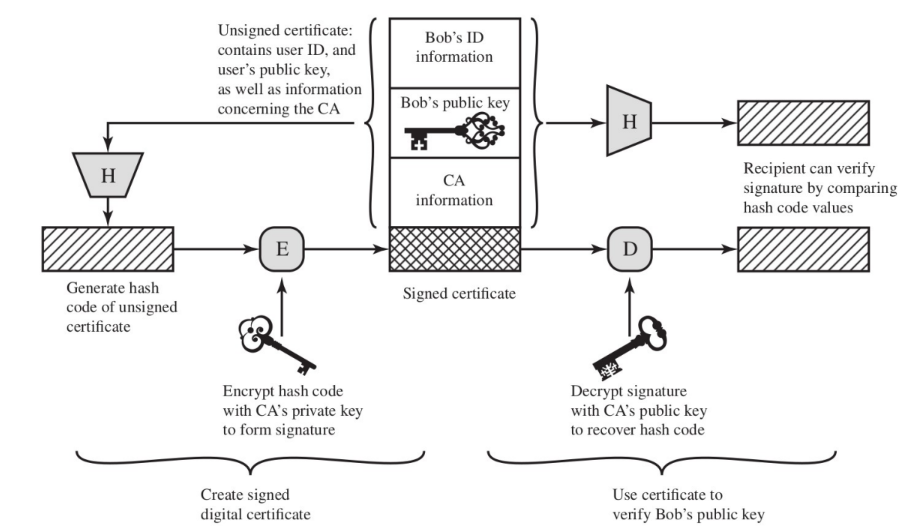 Unsigned certificate:
contains user ID, and
user's public key,
as well as information
concerning the CA
Bob's ID
information
Bob's public key
CA
information
H
H
Recipient can verify
signature by comparing
hash code values
E
D
Generate hash
code of unsigned
certificate
Signed certificate
Encrypt hash code
with CA's private key
to form signature
Decrypt signature
with CA's public key
to recover hash code
Create signed
digital certificate
Use certificate to
verify Bob's public key